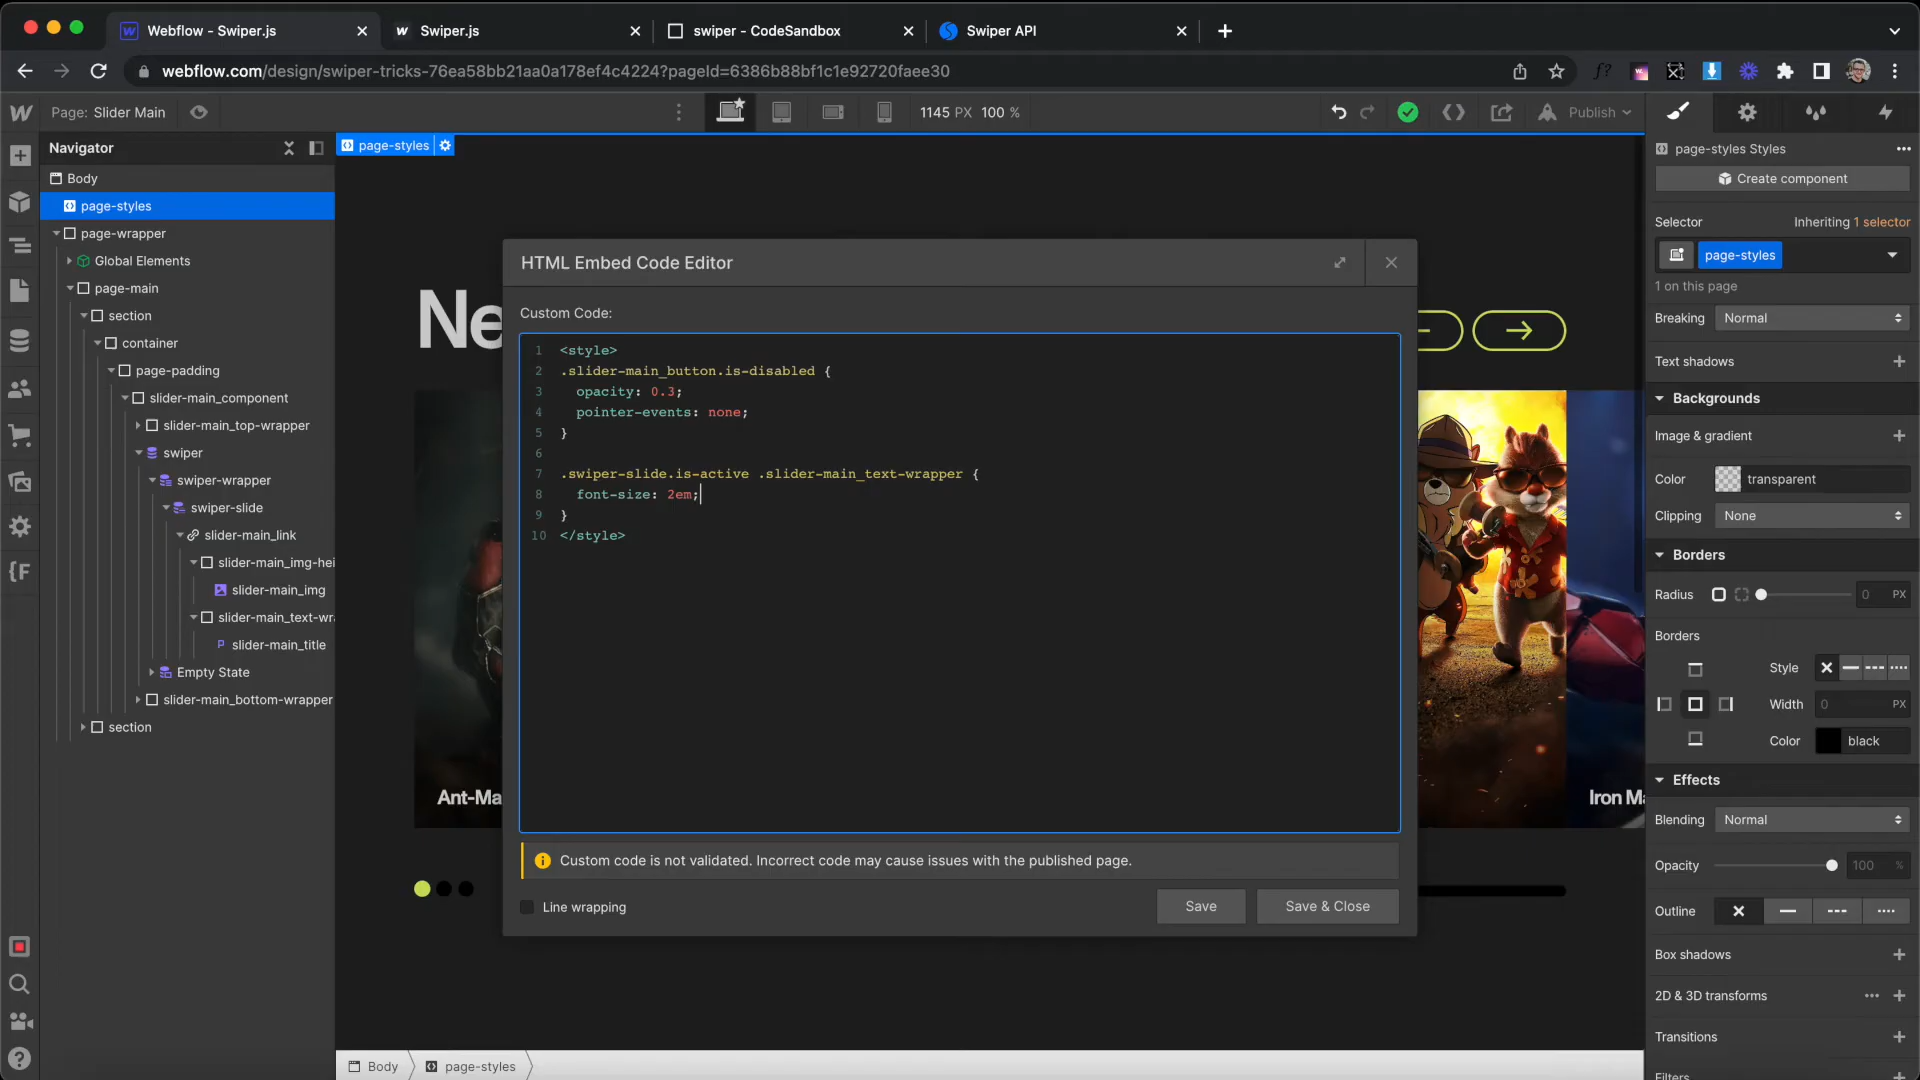 Webflow - Swiper.js
Swiper.js
swiper - CodeSandbox
Swiper API
webflow.com/design/swiper-tricks-76ea58bb21aa0a178ef4c4224?pageId=6386b88bf1c1e92720faee30
Page: Slider Main
1145 PX 100 %
Publish
Navigator
page-styles
Body
page-styles
page-wrapper
Global Elements
page-main
section
container
page-padding
slider-main_component
slider-main_top-wrapper
swiper
swiper-wrapper
swiper-slide
slider-main_link
slider-main_img-hei
slider-main_img
slider-main_text-wra
slider-main_title
Empty State
slider-main_bottom-wrapper
section
Ne
Ant-Ma
Iron Ma
HTML Embed Code Editor
Custom Code:
1 <style>
2 .slider-main_button.is-disabled {
3 opacity: 0.3;
4 pointer-events: none;
5 }
6
7 .swiper-slide.is-active .slider-main_text-wrapper {
8 font-size: 2em;
9 }
10 </style>
Custom code is not validated. Incorrect code may cause issues with the published page.
Line wrapping
Save
Save & Close
Body
page-styles
page-styles Styles
Create component
Selector
Inheriting 1 selector
page-styles
1 on this page
Breaking
Normal
Text shadows
Backgrounds
Image & gradient
Color
transparent
Clipping
None
Borders
Radius
0 PX
Borders
Style
Width
0 PX
Color
black
Effects
Blending
Normal
Opacity
100 %
Outline
Box shadows
2D & 3D transforms
Transitions
Filters